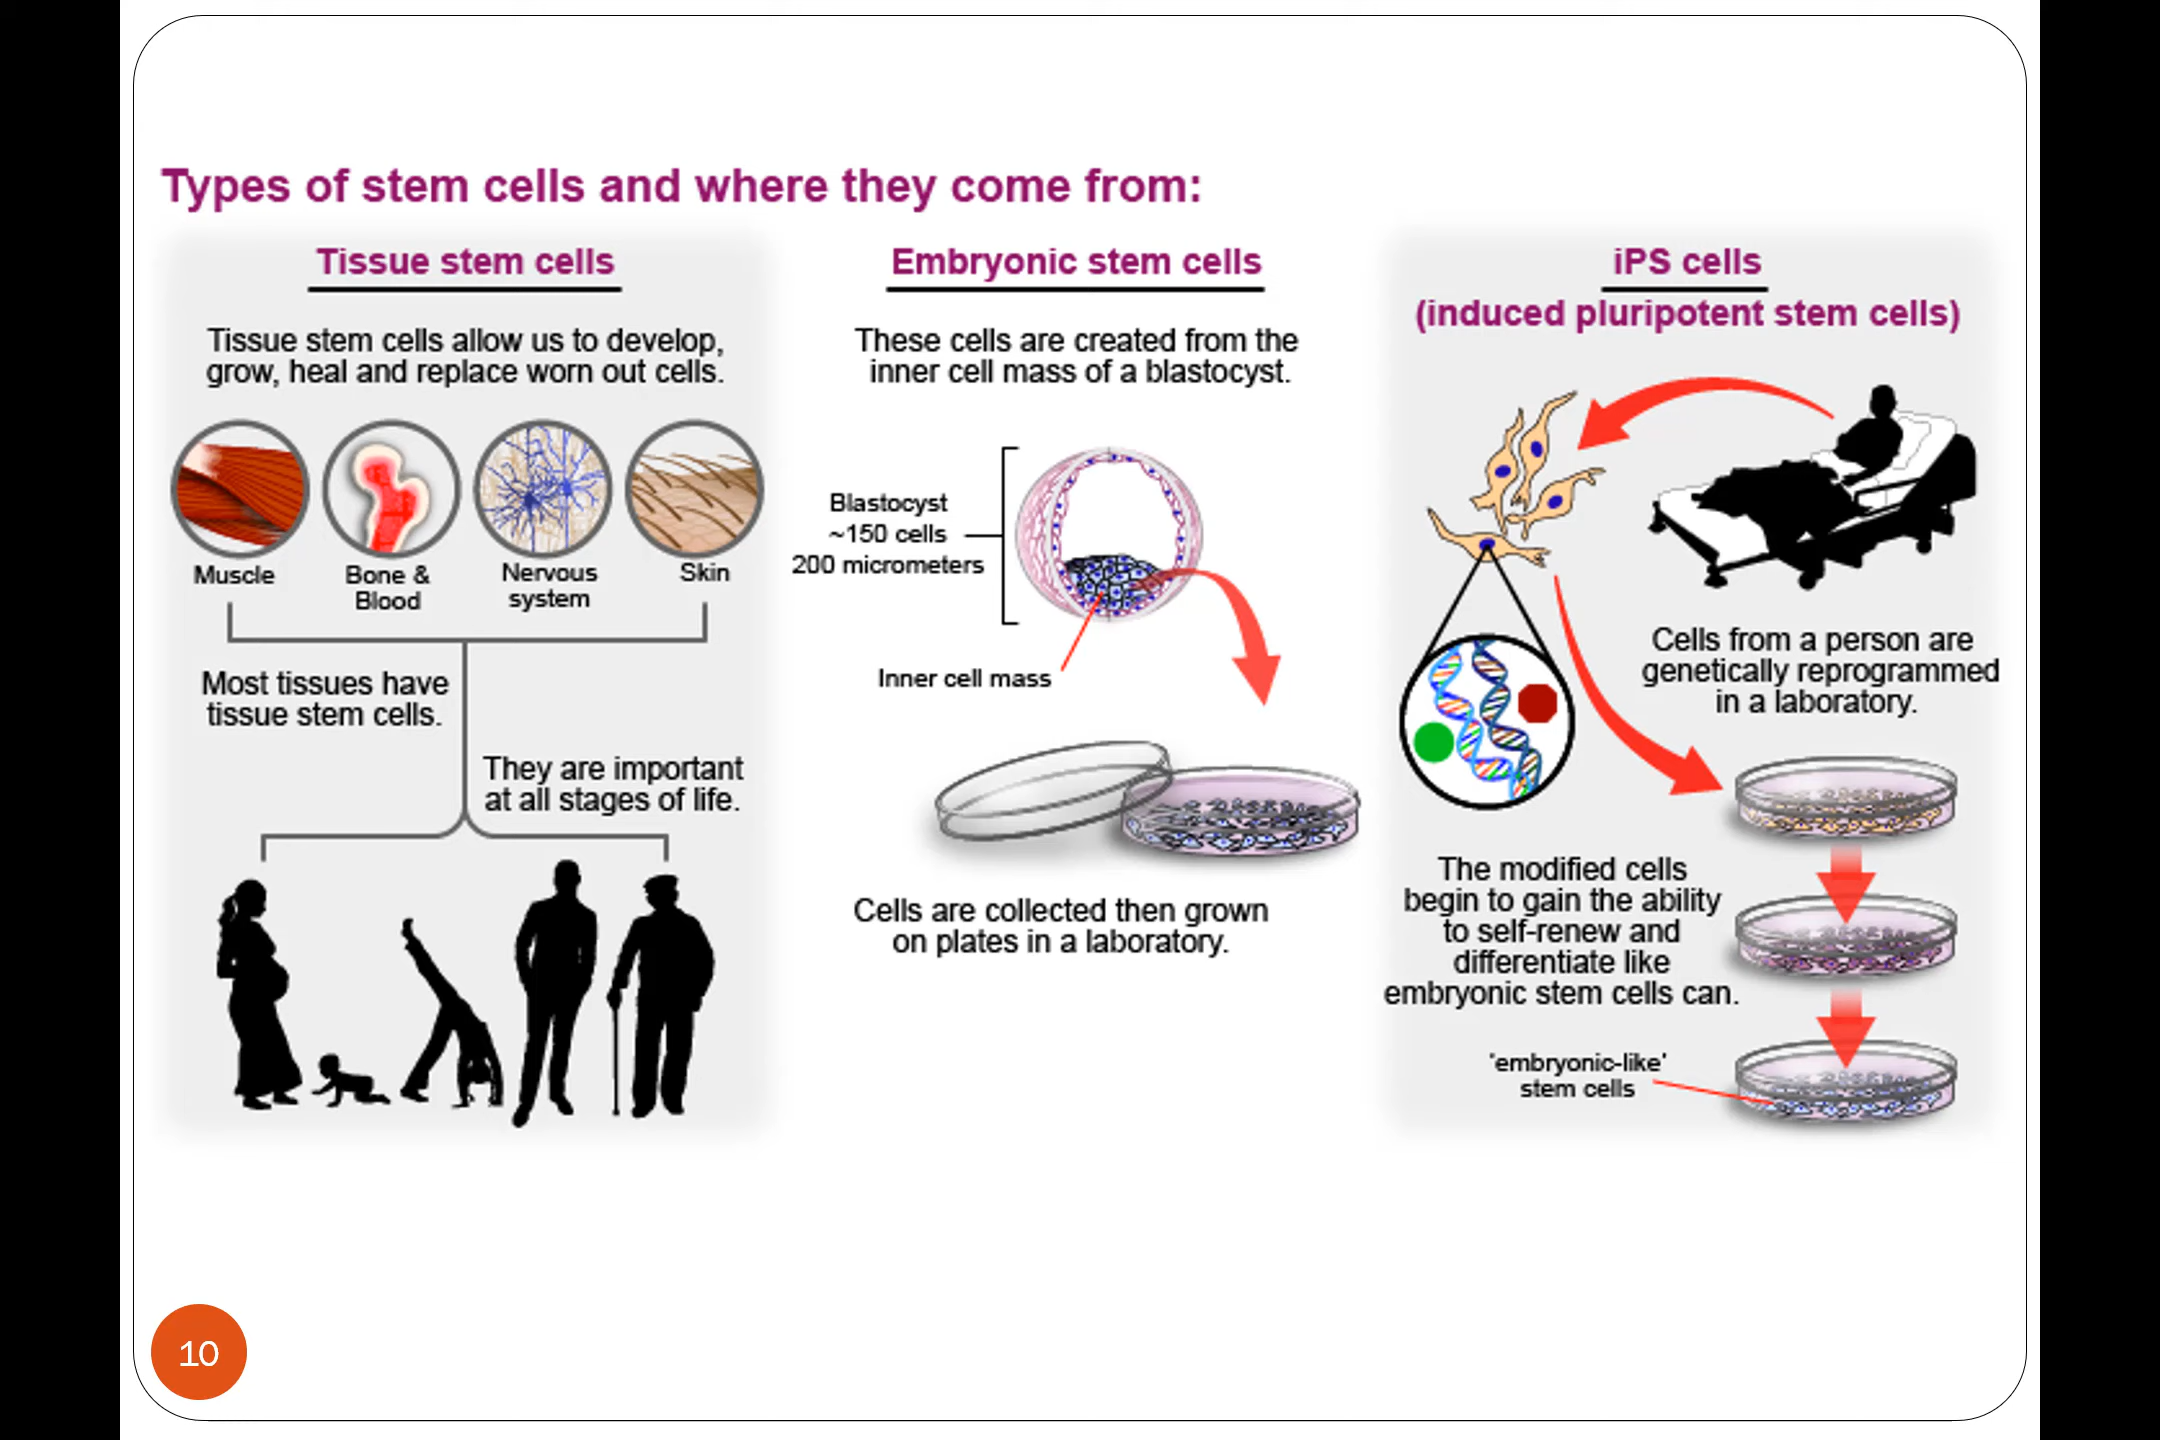 Types of stem cells and where they come from:
Tissue stem cells
Tissue stem cells allow us to develop,
grow, heal and replace worn out cells.
Muscle
Bone &
Blood
Nervous
system
Skin
Most tissues have
tissue stem cells.
They are important
at all stages of life.
Embryonic stem cells
These cells are created from the
inner cell mass of a blastocyst.
Blastocyst
~150 cells
200 micrometers
Inner cell mass
Cells are collected then grown
on plates in a laboratory.
iPS cells
(induced pluripotent stem cells)
Cells from a person are
genetically reprogrammed
in a laboratory.
The modified cells
begin to gain the ability
to self-renew and
differentiate like
embryonic stem cells can.
'embryonic-like'
stem cells
10